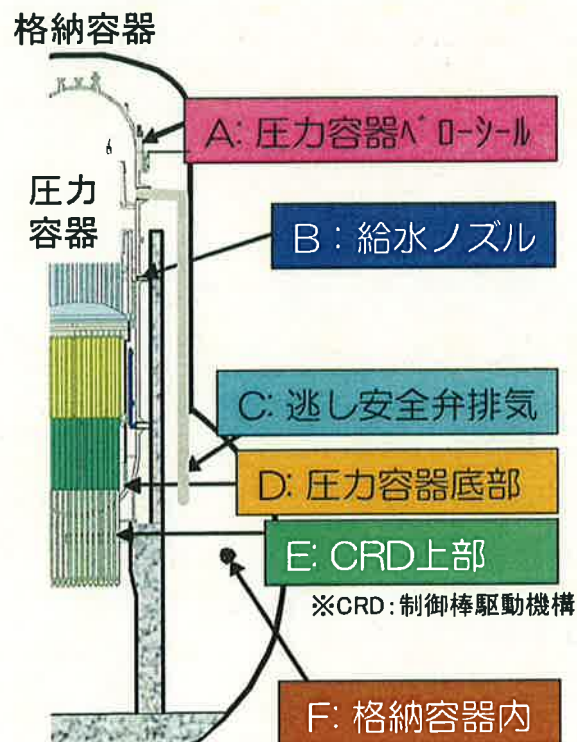 格納容器
A: 圧力容器ベローシール
圧力
容器
B：給水ノズル
C: 逃し安全弁排気
D: 圧力容器底部
E: CRD上部
※CRD：制御棒駆動機構
F: 格納容器内